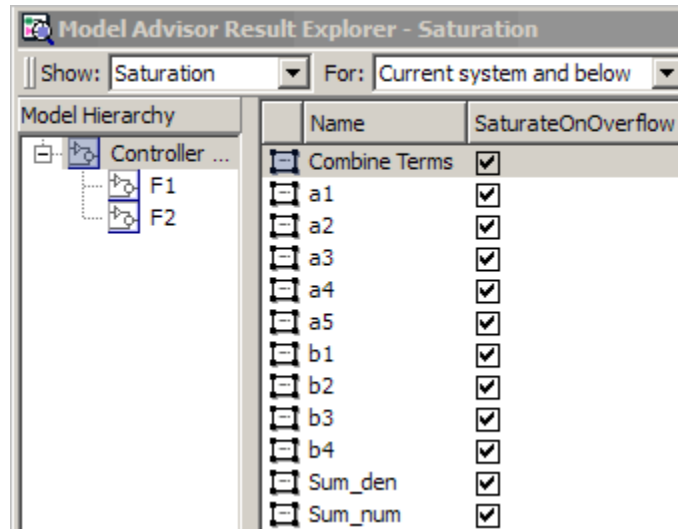 Model Advisor Result Explorer - Saturation
Show: Saturation For: Current system and below
Model Hierarchy
Controller ...
F1
F2
Name SaturateOnOverflow
Combine Terms
a1
a2
a3
a4
a5
b1
b2
b3
b4
Sum_den
Sum_num